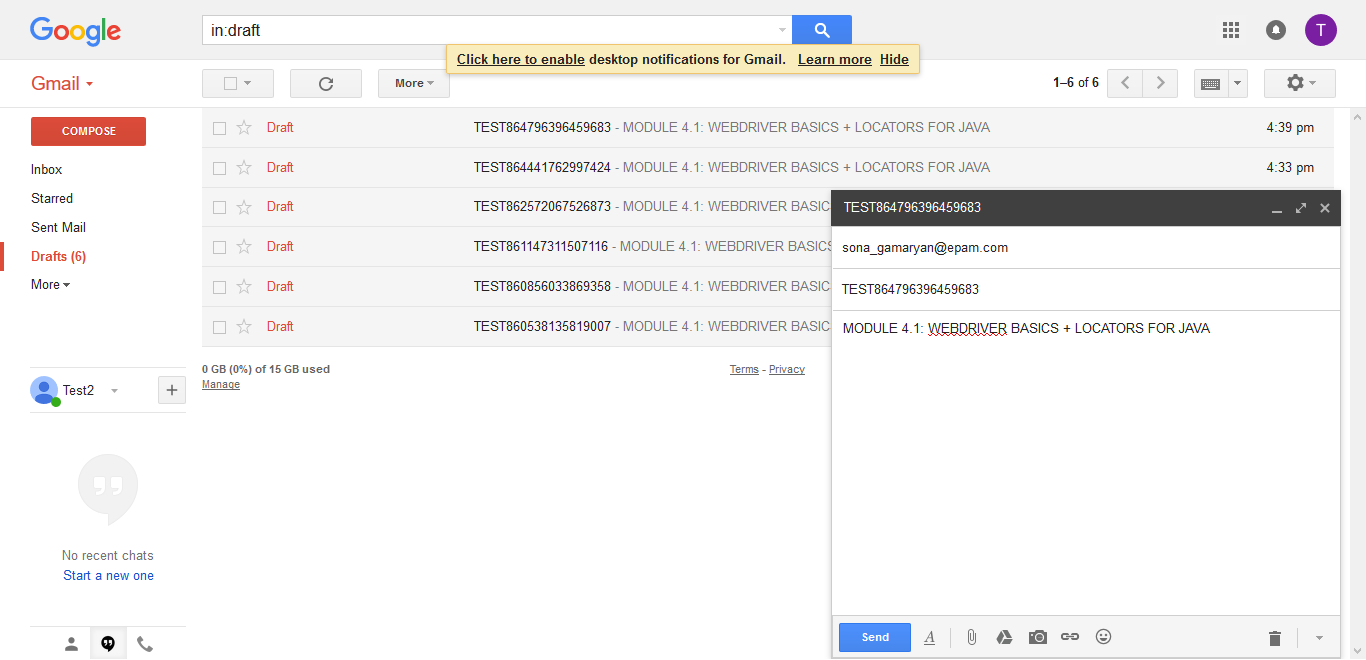 Google
in:draft
T
Click here to enable desktop notifications for Gmail. Learn more Hide
Gmail
More
1–6 of 6
COMPOSE
Inbox
Starred
Sent Mail
Drafts (6)
More
Draft TEST864796396459683 - MODULE 4.1: WEBDRIVER BASICS + LOCATORS FOR JAVA 4:39 pm
Draft TEST864441762997424 - MODULE 4.1: WEBDRIVER BASICS + LOCATORS FOR JAVA 4:33 pm
Draft TEST862572067526873 - MODULE 4.1: WEBDRIVER BASIC
Draft TEST861147311507116 - MODULE 4.1: WEBDRIVER BASICS
Draft TEST860856033869358 - MODULE 4.1: WEBDRIVER BASIC
Draft TEST860538135819007 - MODULE 4.1: WEBDRIVER BASIC
0 GB (0%) of 15 GB used
Manage
Terms - Privacy
TEST864796396459683
sona_gamaryan@epam.com
TEST864796396459683
MODULE 4.1: WEBDRIVER BASICS + LOCATORS FOR JAVA
Send
A
Test2
No recent chats
Start a new one